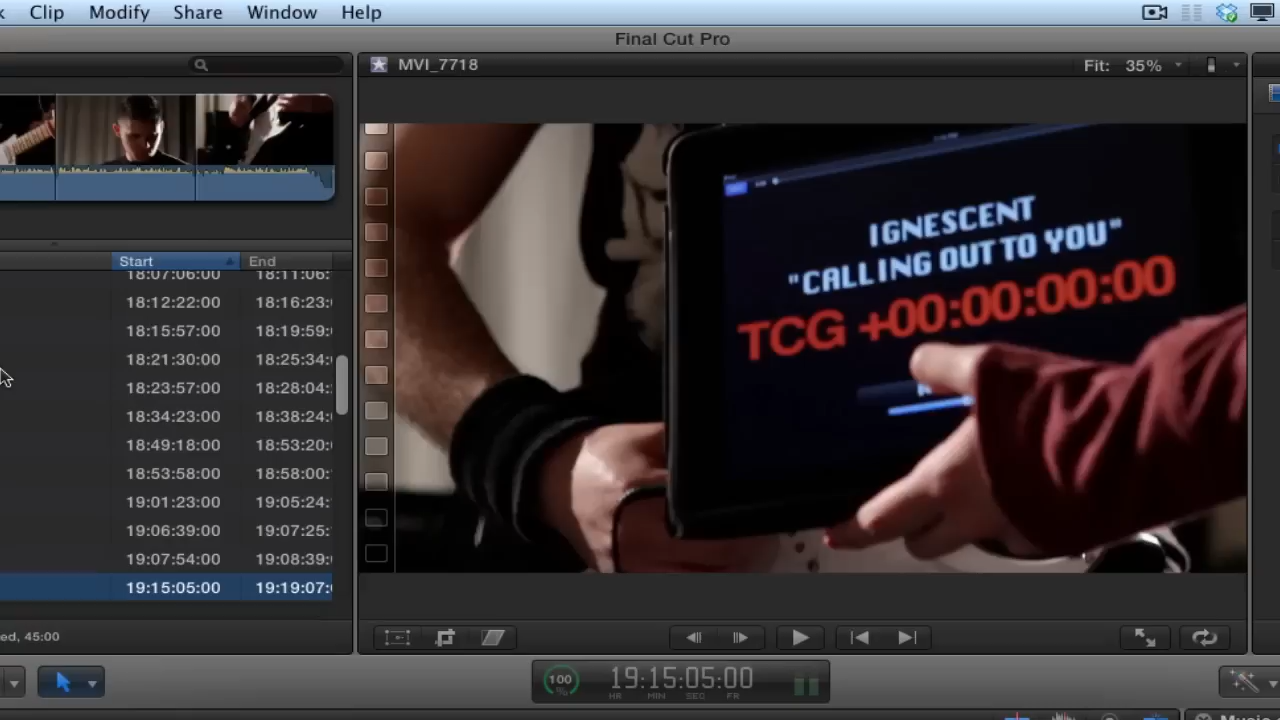 Clip Modify Share Window Help
Final Cut Pro
MVI_7718
Fit: 35%
Start End
18:07:06:00 18:11:06:
18:12:22:00 18:16:23:
18:15:57:00 18:19:59:
18:21:30:00 18:25:34:
18:23:57:00 18:28:04:
18:34:23:00 18:38:24:
18:49:18:00 18:53:20:
18:53:58:00 18:58:00:
19:01:23:00 19:05:24:
19:06:39:00 19:07:25:
19:07:54:00 19:08:39:
19:15:05:00 19:19:07:
IGNESCENT
"CALLING OUT TO YOU"
TCG +00:00:00:00
ed, 45:00
100
%
19:15:05:00
HR MIN SEC FR